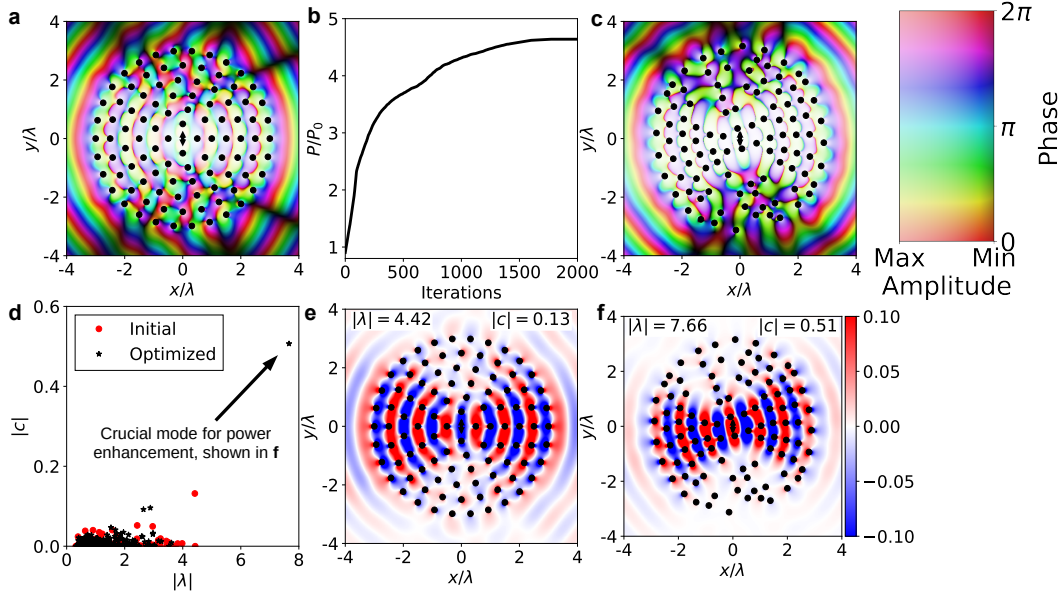 a
4
2
0
-2
-4
y/λ
-4
-2
0
2
4
x/λ
b
5
4
3
2
1
P/P₀
0
500
1000
1500
2000
Iterations
c
4
2
0
-2
-4
y/λ
-4
-2
0
2
4
x/λ
2π
π
0
Phase
Max
Min
Amplitude
d
0.6
0.4
0.2
0.0
|c|
Initial
Optimized
Crucial mode for power
enhancement, shown in f
0
2
4
6
8
|λ|
e
|λ| = 4.42
|c| = 0.13
4
2
0
-2
-4
y/λ
-4
-2
0
2
4
x/λ
f
|λ| = 7.66
|c| = 0.51
4
2
0
-2
-4
y/λ
-4
-2
0
2
4
x/λ
0.10
0.05
0.00
−0.05
−0.10